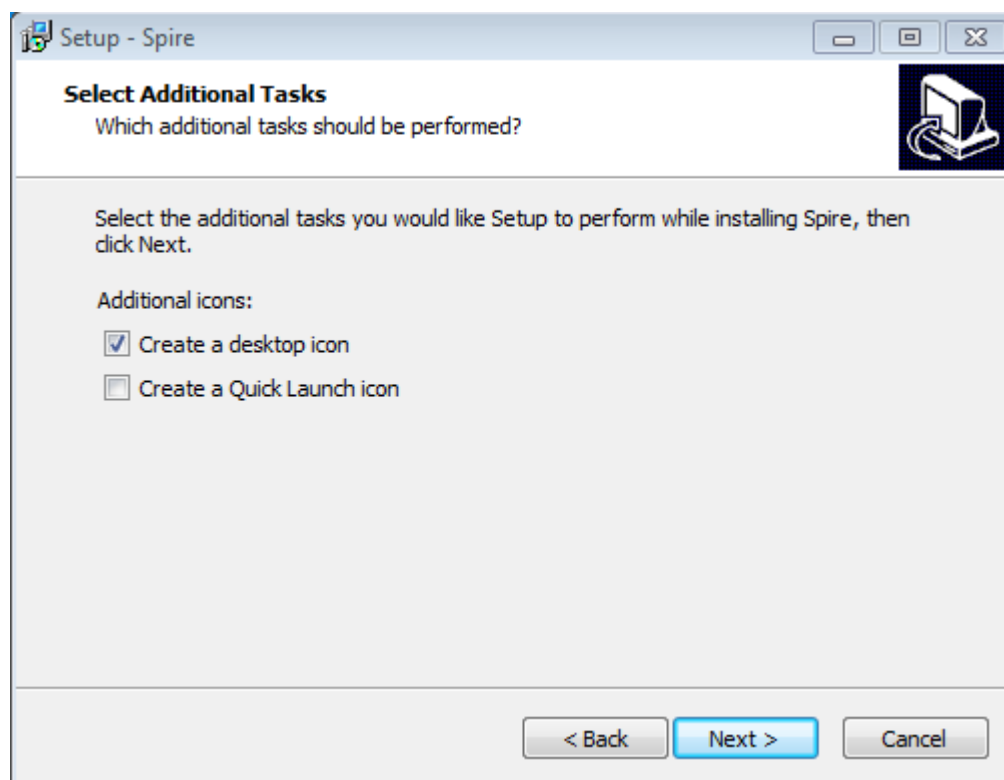 Setup - Spire
Select Additional Tasks
Which additional tasks should be performed?
Select the additional tasks you would like Setup to perform while installing Spire, then
click Next.
Additional icons:
Create a desktop icon
Create a Quick Launch icon
< Back Next > Cancel